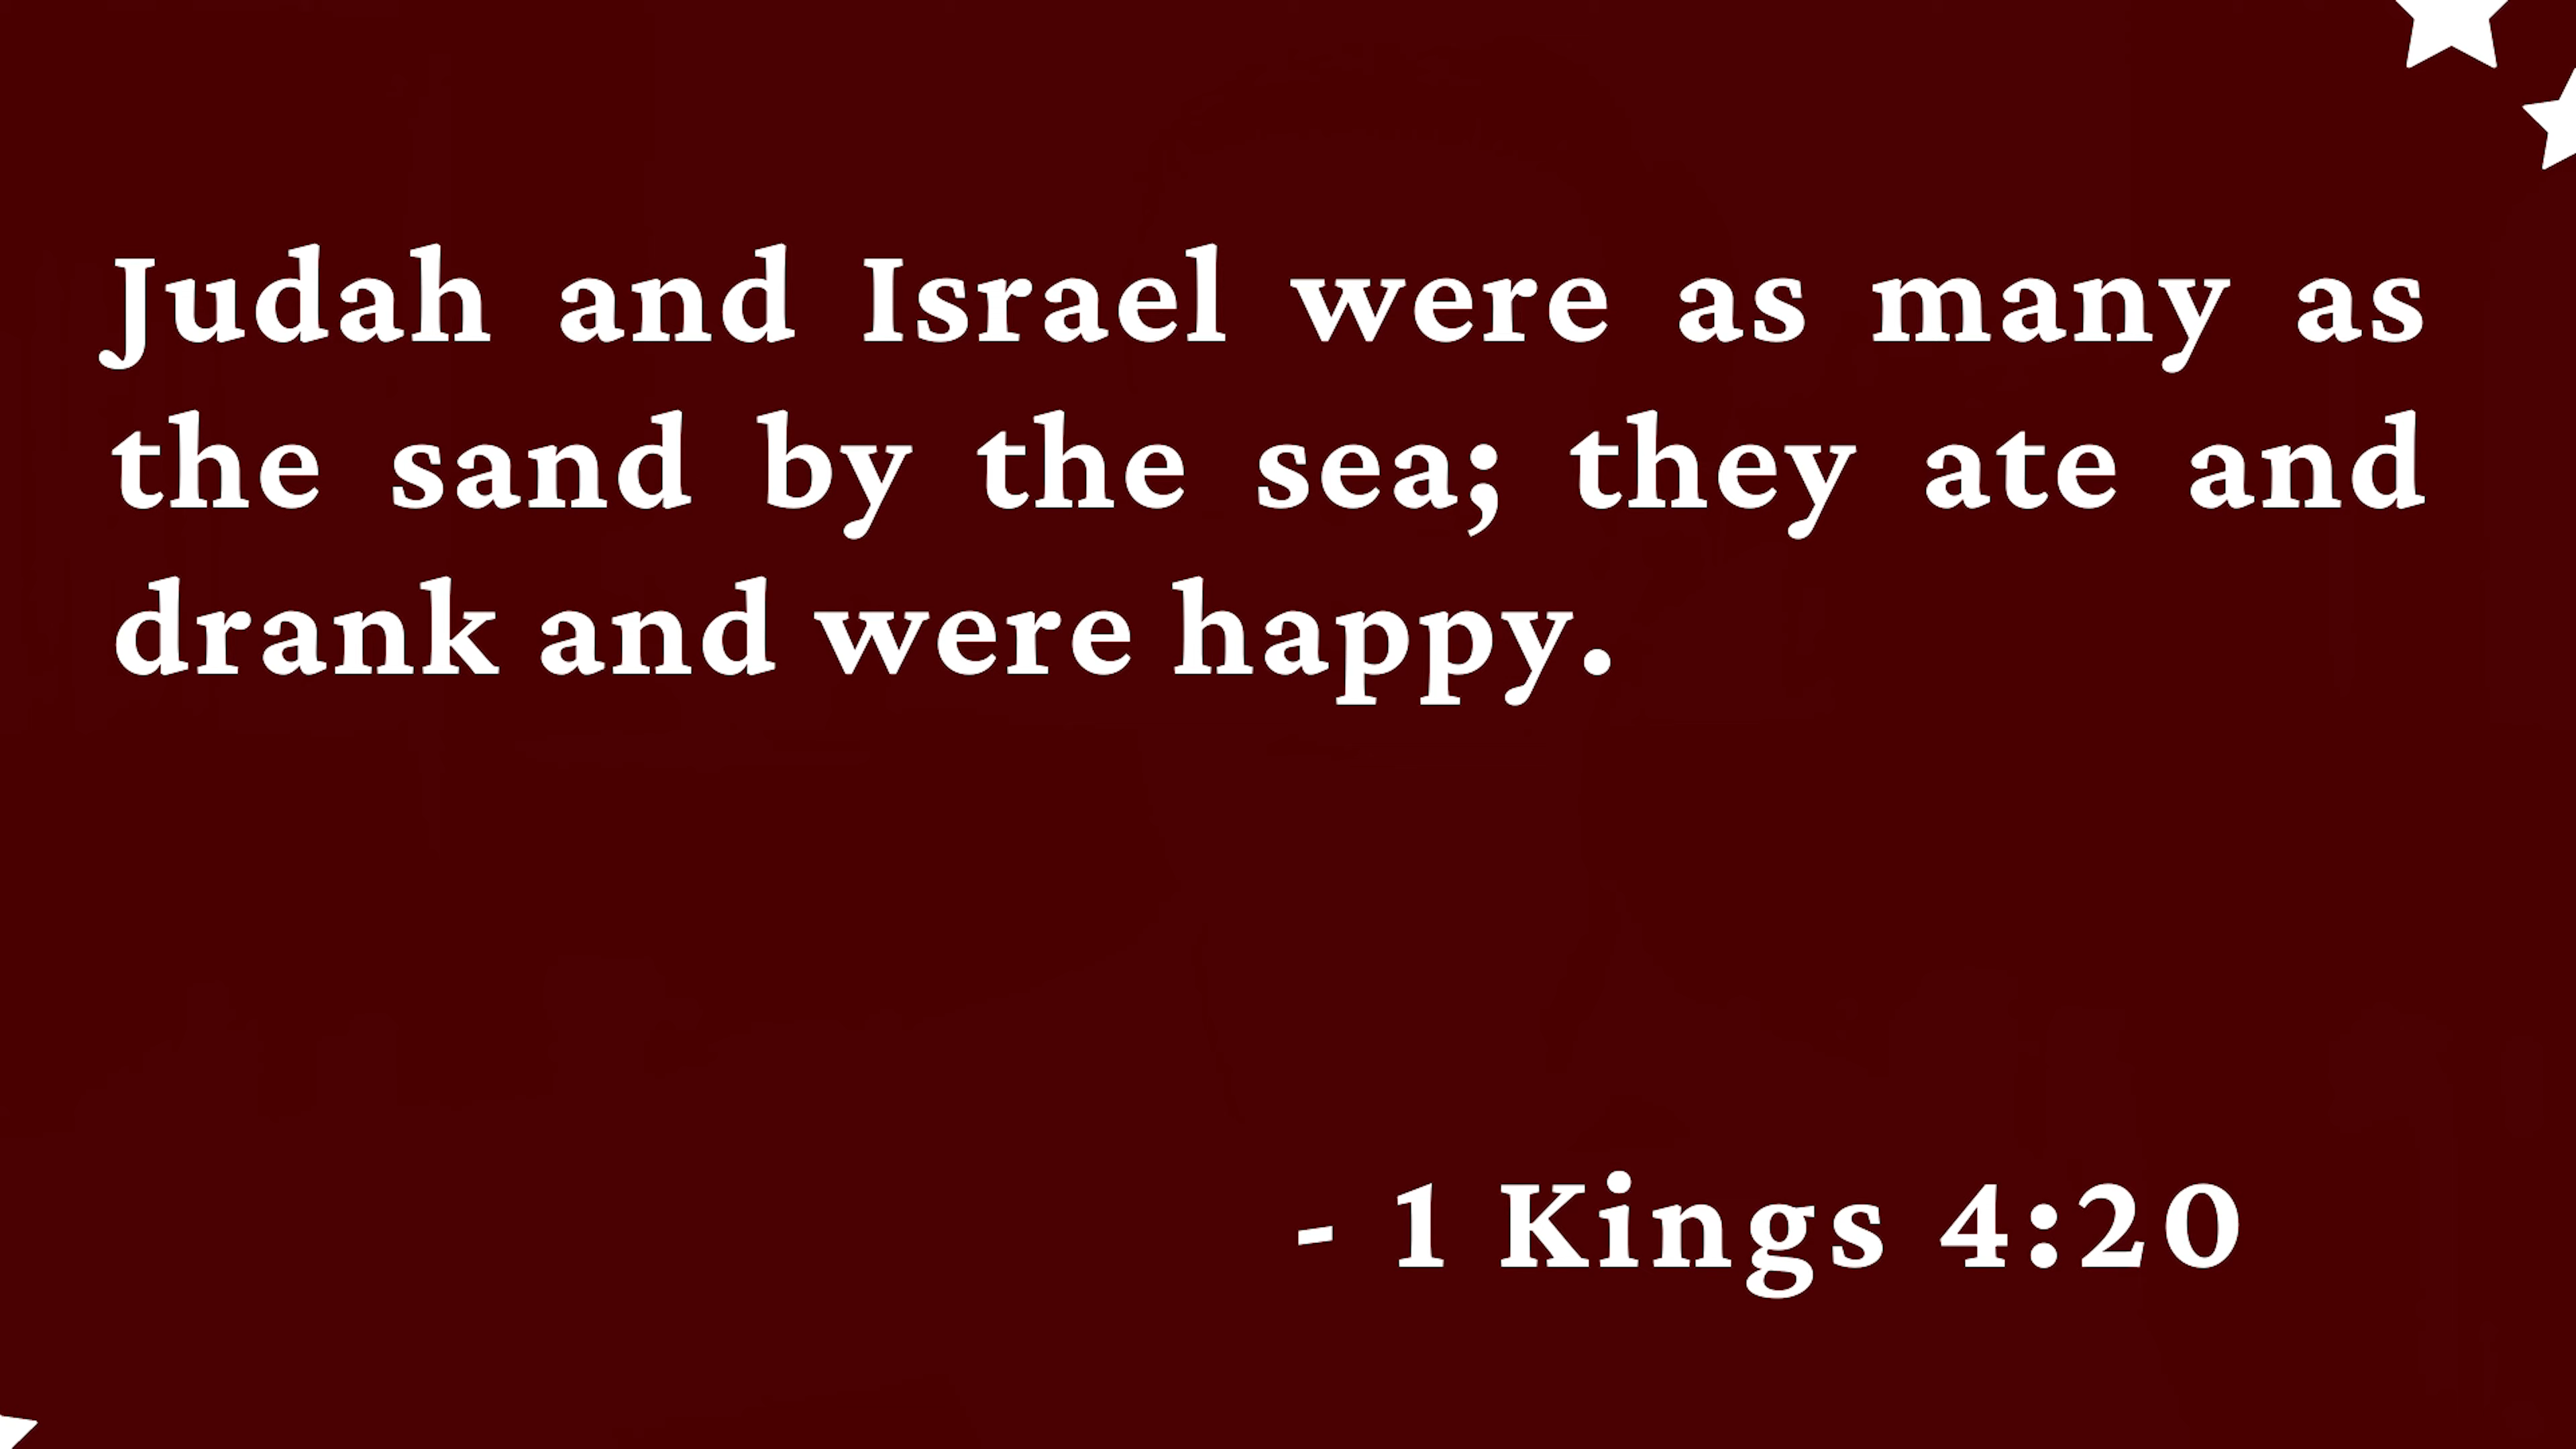 Judah and Israel were as many as
the sand by the sea; they ate and
drank and were happy.
- 1 Kings 4:20